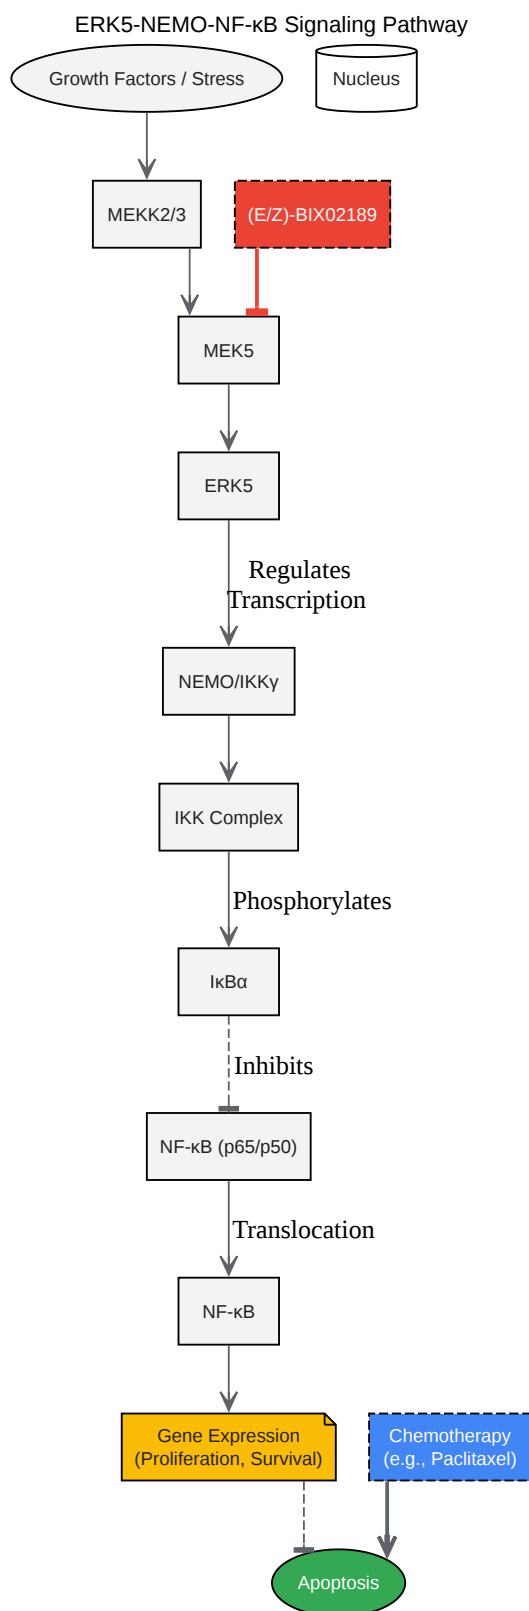 ERK5-NEMO-NF-κB Signaling Pathway
Growth Factors / Stress
Nucleus
MEKK2/3
(E/Z)-BIX02189
MEK5
ERK5
Regulates
Transcription
NEMO/IKKγ
IKK Complex
Phosphorylates
IκBα
Inhibits
NF-κB (p65/p50)
Translocation
NF-κB
Gene Expression
(Proliferation, Survival)
Chemotherapy
(e.g., Paclitaxel)
Apoptosis